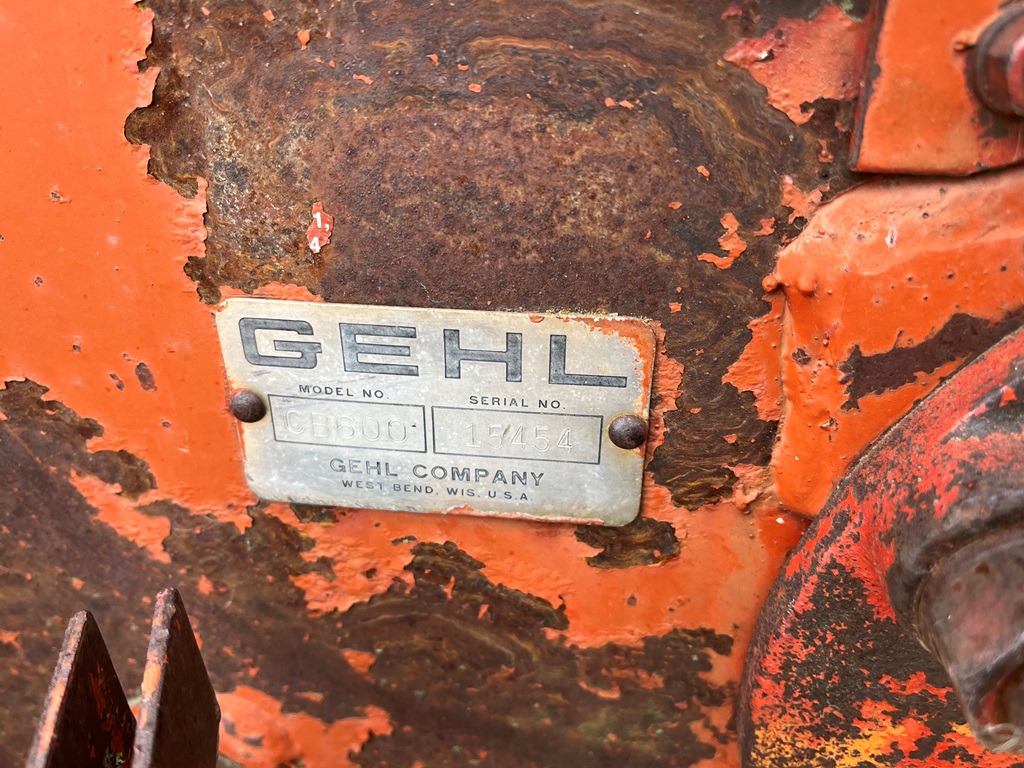 GEHL
MODEL NO. SERIAL NO.
CB600 15454
GEHL COMPANY
WEST BEND, WIS. U.S.A.